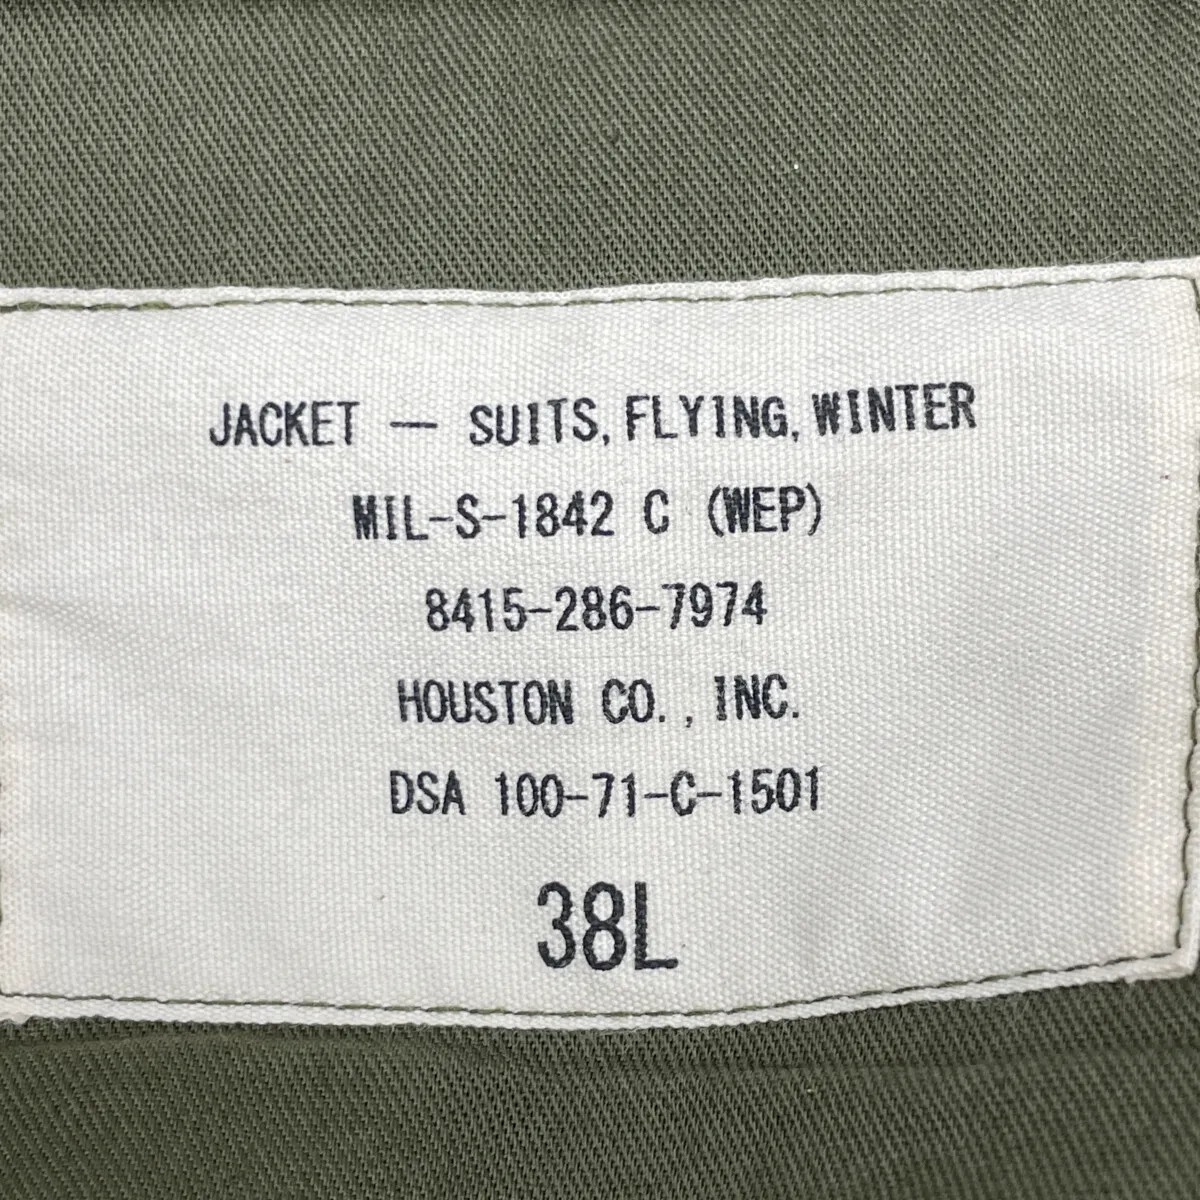 JACKET — SUITS, FLYING, WINTER
MIL-S-1842 C (WEP)
8415-286-7974
HOUSTON CO., INC.
DSA 100-71-C-1501
38L